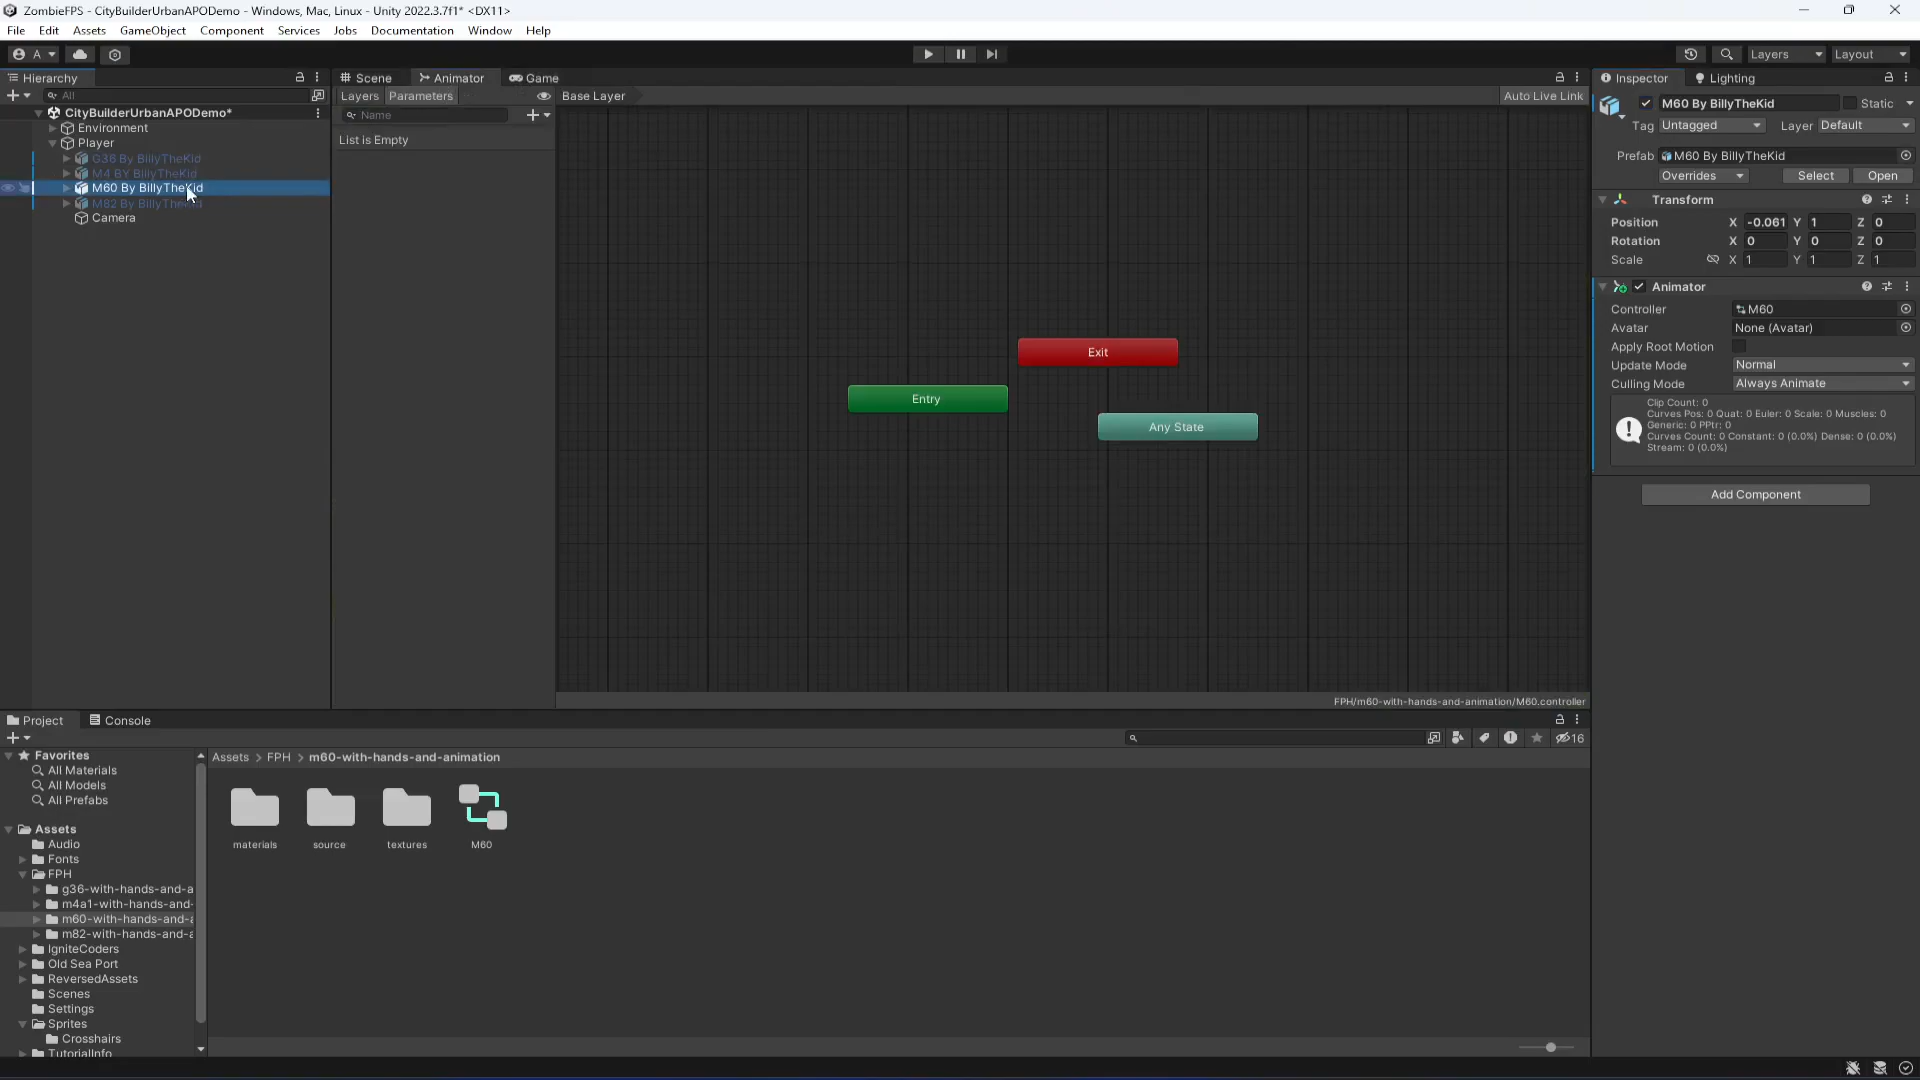 ZombieFPS - CityBuilderUrbanAPODemo - Windows, Mac, Linux - Unity 2022.3.7f1* <DX11>
File Edit Assets GameObject Component Services Jobs Documentation Window Help
A Layers Layout
Hierarchy Scene Animator Game Inspector Lighting
All Layers Parameters Base Layer Auto Live Link
CityBuilderUrbanAPODemo*
Environment
Player
G36 By BillyTheKid
M4 BY BillyTheKid
M60 By BillyTheKid
M82 By BillyTheKid
Camera
Name
List is Empty
Exit
Entry
Any State
FPH/m60-with-hands-and-animation/M60.controller
M60 By BillyTheKid Static
Tag Untagged Layer Default
Prefab M60 By BillyTheKid
Overrides Select Open
Transform
Position X -0.061 Y 1 Z 0
Rotation X 0 Y 0 Z 0
Scale X 1 Y 1 Z 1
Animator
Controller M60
Avatar None (Avatar)
Apply Root Motion
Update Mode Normal
Culling Mode Always Animate
Clip Count: 0
Curves Pos: 0 Quat: 0 Euler: 0 Scale: 0 Muscles: 0
Generic: 0 PPtr: 0
Curves Count: 0 Constant: 0 (0.0%) Dense: 0 (0.0%)
Stream: 0 (0.0%)
Add Component
Project Console
16
Favorites
All Materials
All Models
All Prefabs
Assets
Audio
Fonts
FPH
g36-with-hands-and-a
m4a1-with-hands-and-
m60-with-hands-and-a
m82-with-hands-and-a
IgniteCoders
Old Sea Port
ReversedAssets
Scenes
Settings
Sprites
Crosshairs
TutorialInfo
Assets > FPH > m60-with-hands-and-animation
materials source textures M60